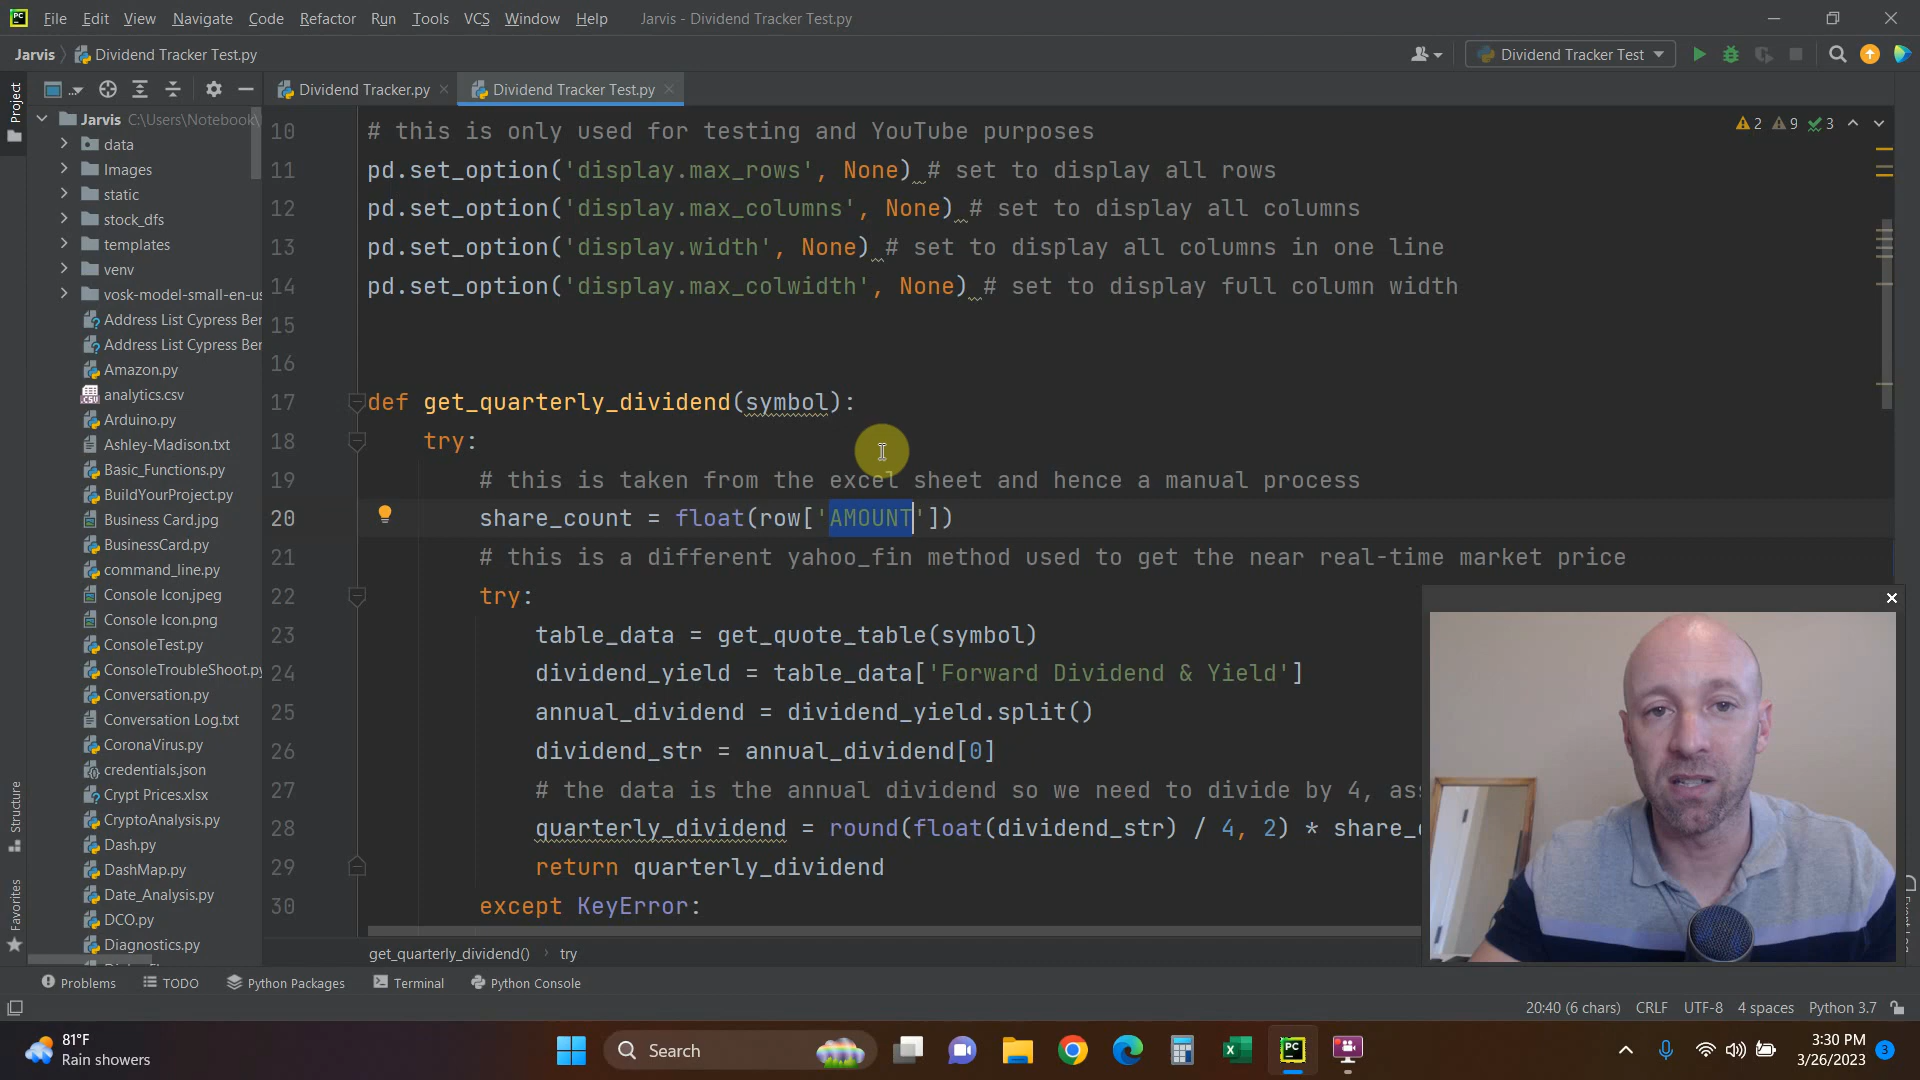 PC File Edit View Navigate Code Refactor Run Tools VCS Window Help Jarvis - Dividend Tracker Test.py
Jarvis Dividend Tracker Test.py
Dividend Tracker Test
Project
Dividend Tracker.py
Dividend Tracker Test.py
Jarvis C:\Users\Notebook\
data
Images
static
stock_dfs
templates
venv
vosk-model-small-en-us
Address List Cypress Ber
Address List Cypress Ber
Amazon.py
analytics.csv
Arduino.py
Ashley-Madison.txt
Basic_Functions.py
BuildYourProject.py
Business Card.jpg
BusinessCard.py
command_line.py
Console Icon.jpeg
Console Icon.png
ConsoleTest.py
ConsoleTroubleShoot.py
Conversation.py
Conversation Log.txt
CoronaVirus.py
credentials.json
Crypt Prices.xlsx
CryptoAnalysis.py
Dash.py
DashMap.py
Date_Analysis.py
DCO.py
Diagnostics.py
Structure
Favorites
2 9 3
10 # this is only used for testing and YouTube purposes
11 pd.set_option('display.max_rows', None) # set to display all rows
12 pd.set_option('display.max_columns', None) # set to display all columns
13 pd.set_option('display.width', None) # set to display all columns in one line
14 pd.set_option('display.max_colwidth', None) # set to display full column width
15
16
17 def get_quarterly_dividend(symbol):
18 try:
19 # this is taken from the excel sheet and hence a manual process
20 share_count = float(row['AMOUNT'])
21 # this is a different yahoo_fin method used to get the near real-time market price
22 try:
23 table_data = get_quote_table(symbol)
24 dividend_yield = table_data['Forward Dividend & Yield']
25 annual_dividend = dividend_yield.split()
26 dividend_str = annual_dividend[0]
27 # the data is the annual dividend so we need to divide by 4, ass
28 quarterly_dividend = round(float(dividend_str) / 4, 2) * share_c
29 return quarterly_dividend
30 except KeyError:
get_quarterly_dividend() › try
Problems TODO Python Packages Terminal Python Console
20:40 (6 chars) CRLF UTF-8 4 spaces Python 3.7
81°F
Rain showers
Search
PC
3:30 PM
3/26/2023
3